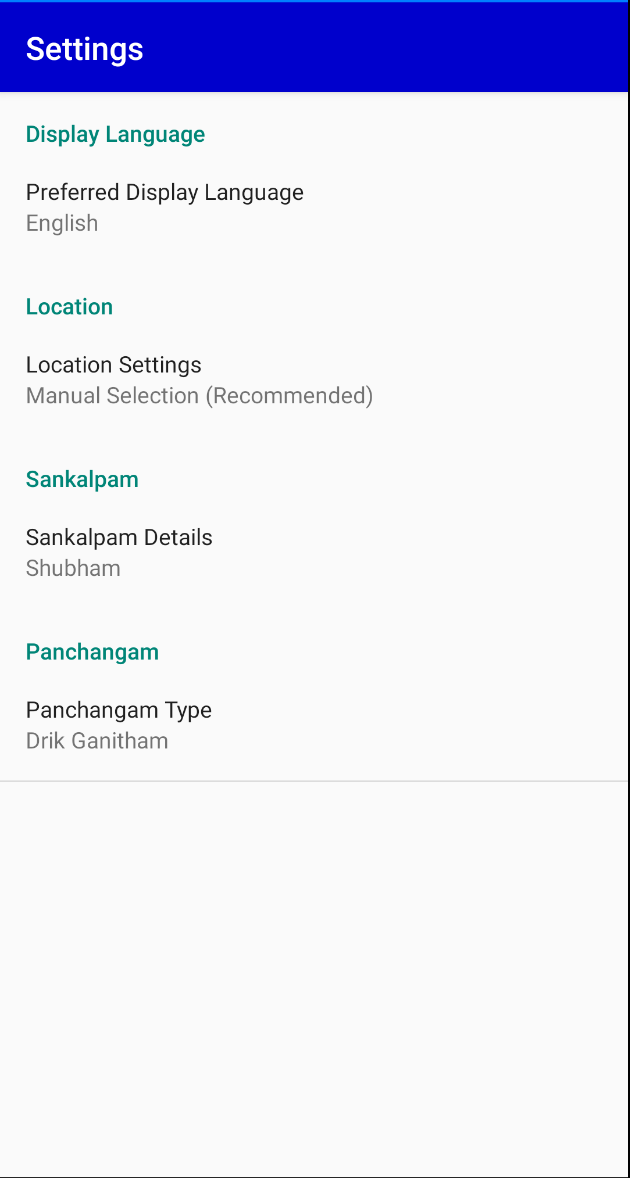 Settings
Display Language
Preferred Display Language
English
Location
Location Settings
Manual Selection (Recommended)
Sankalpam
Sankalpam Details
Shubham
Panchangam
Panchangam Type
Drik Ganitham